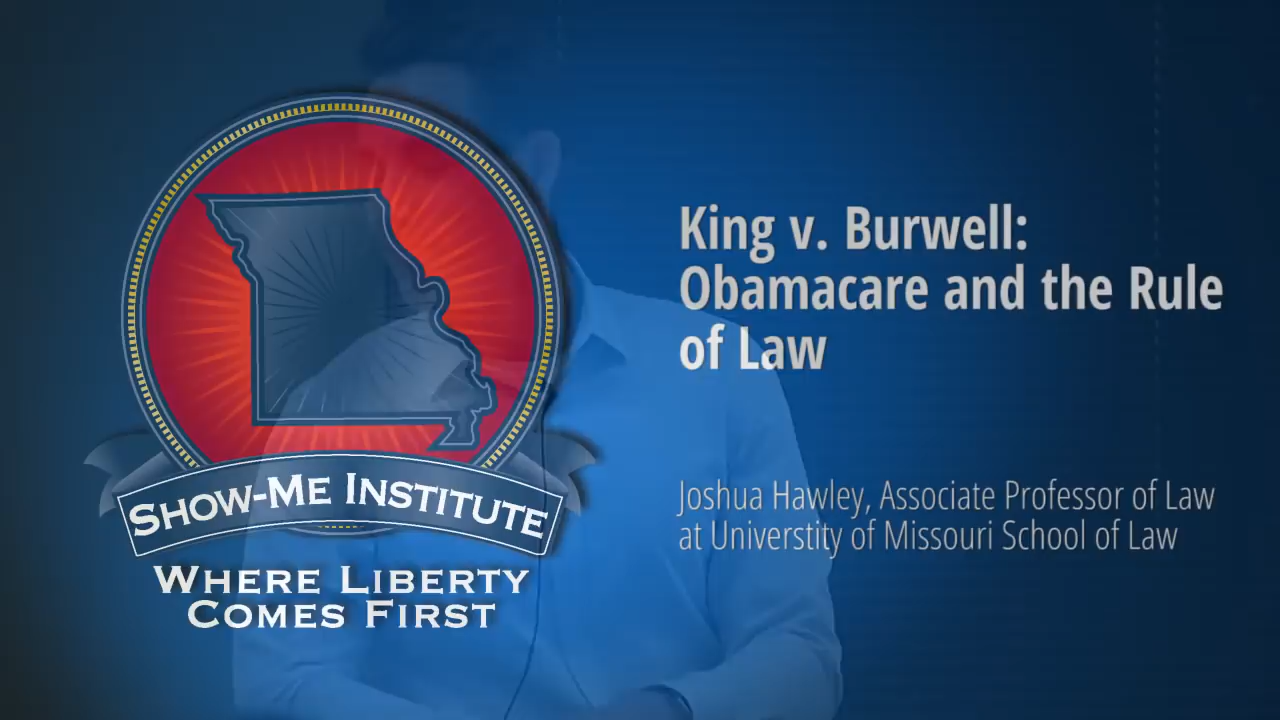 SHOW-ME INSTITUTE
WHERE LIBERTY
COMES FIRST
King v. Burwell:
Obamacare and the Rule
of Law
Joshua Hawley, Associate Professor of Law
at Universtity of Missouri School of Law